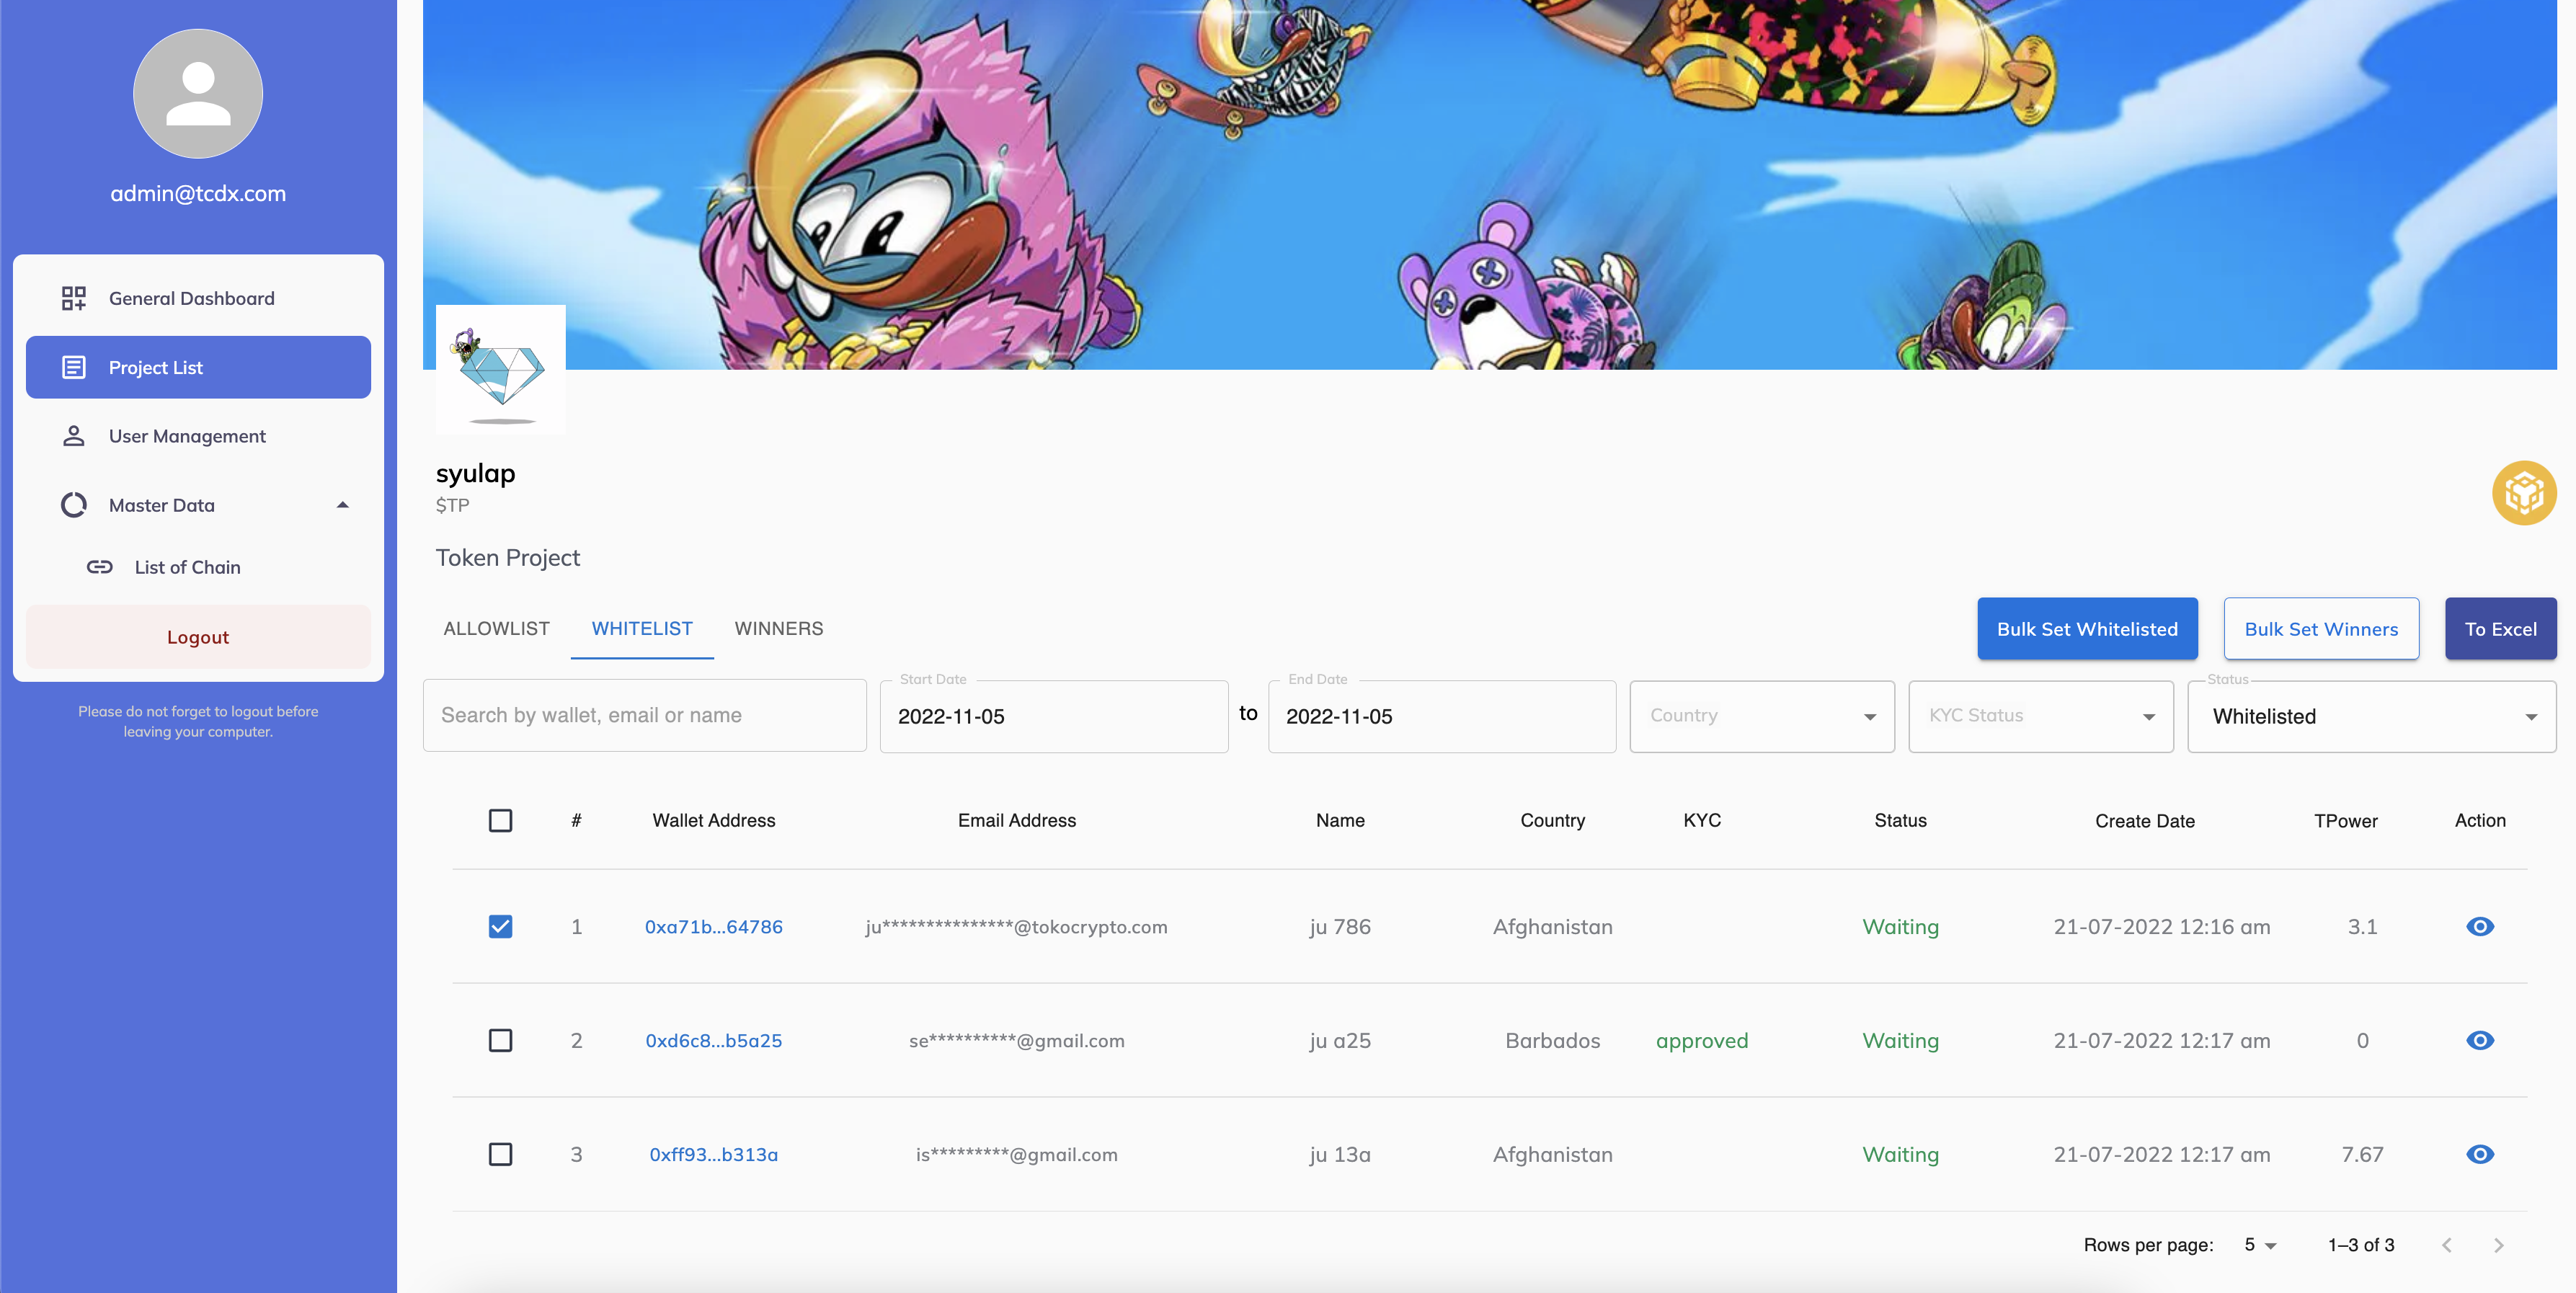 admin@tcdx.com
General Dashboard
Project List
User Management
Master Data
List of Chain
Logout
Please do not forget to logout before
leaving your computer.
syulap
$TP
Token Project
ALLOWLIST WHITELIST WINNERS
Bulk Set Whitelisted Bulk Set Winners To Excel
Search by wallet, email or name
Start Date
2022-11-05
to
End Date
2022-11-05
Country
KYC Status
Status
Whitelisted
# Wallet Address Email Address Name Country KYC Status Create Date TPower Action
1 0xa71b...64786 ju***************@tokocrypto.com ju 786 Afghanistan Waiting 21-07-2022 12:16 am 3.1
2 0xd6c8...b5a25 se**********@gmail.com ju a25 Barbados approved Waiting 21-07-2022 12:17 am 0
3 0xff93...b313a is*********@gmail.com ju 13a Afghanistan Waiting 21-07-2022 12:17 am 7.67
Rows per page: 5 1–3 of 3